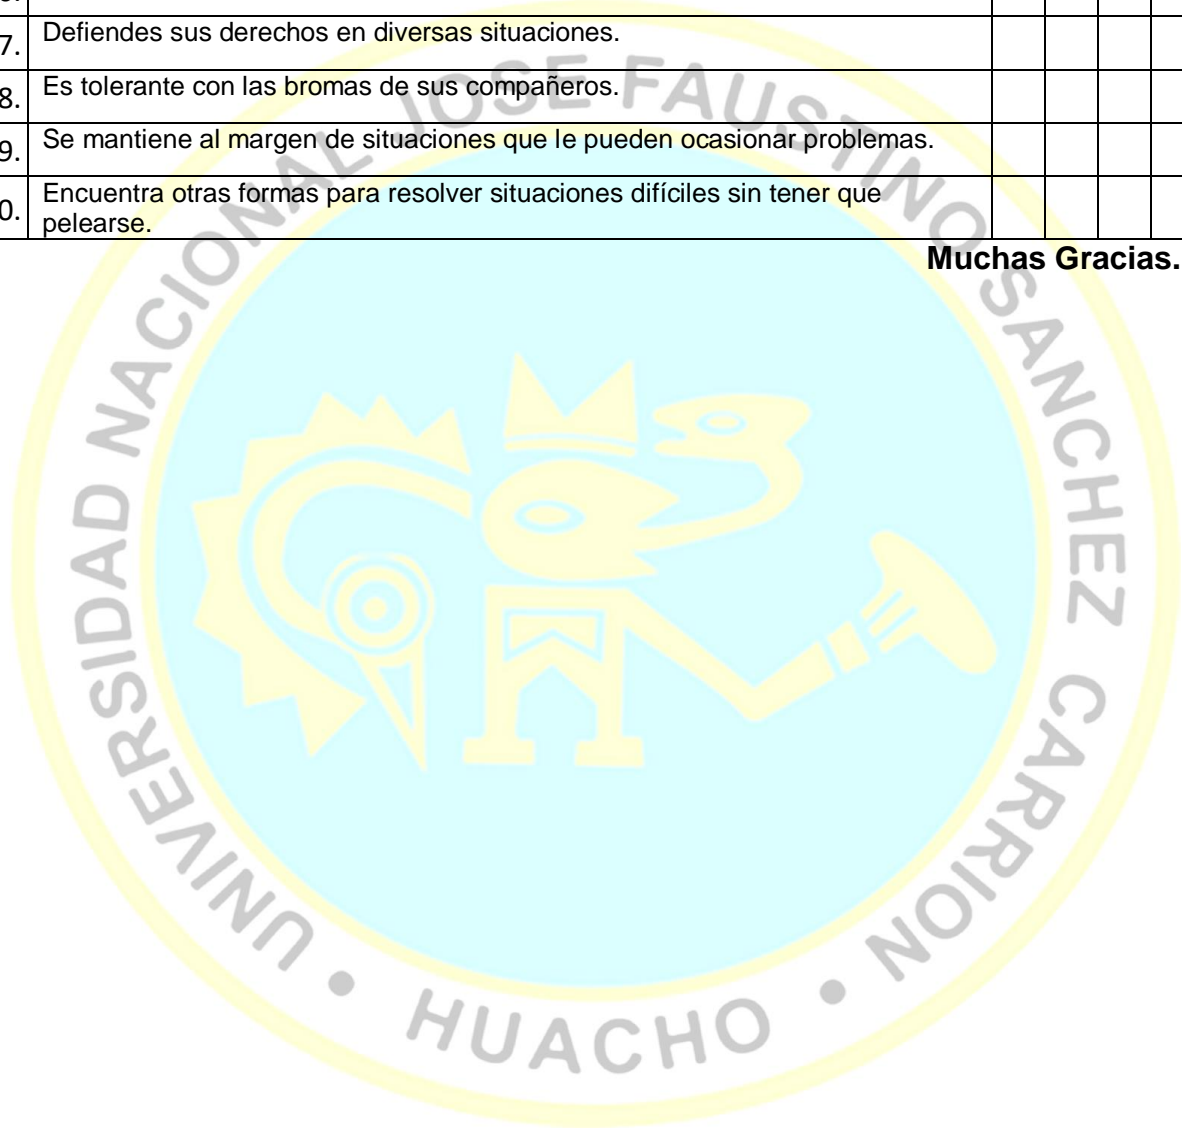 7. Defiendes sus derechos en diversas situaciones.
8. Es tolerante con las bromas de sus compañeros.
9. Se mantiene al margen de situaciones que le pueden ocasionar problemas.
0. Encuentra otras formas para resolver situaciones difíciles sin tener que
pelearse.
Muchas Gracias.
UNIVERSIDAD NACIONAL JOSE FAUSTINO SANCHEZ CARRION
• HUACHO •